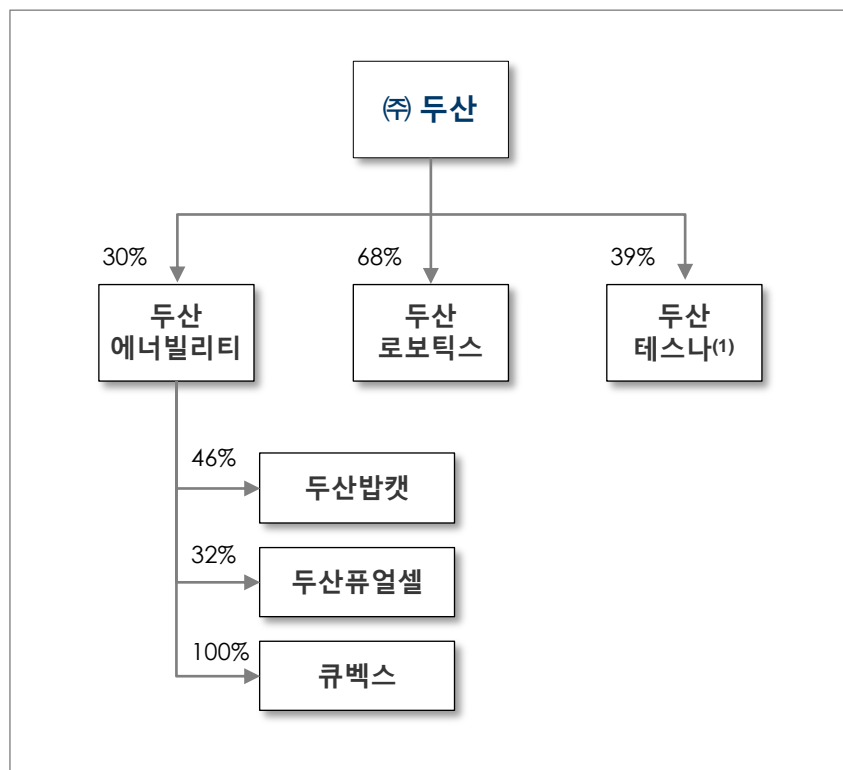 ㈜ 두산
30%
68%
39%
두산
에너빌리티
두산
로보틱스
두산
테스나(1)
46%
두산밥캣
32%
두산퓨얼셀
100%
큐벡스